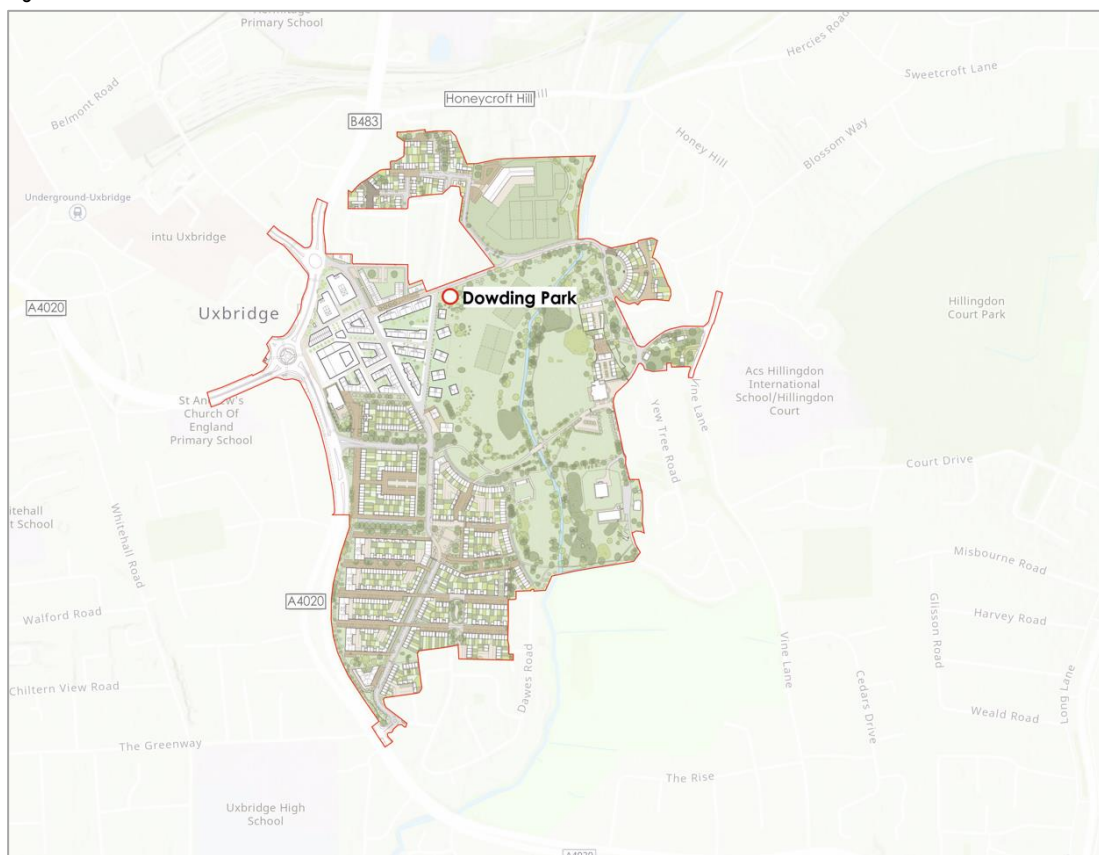 Primary School
Hercies Road
Sweetcroft Lane
Belmont Road
Honeycroft Hill
B483
Honey Hill
Blossom Way
Underground-Uxbridge
intu Uxbridge
Dowding Park
A4020
Uxbridge
Hillingdon
Court Park
Acs Hillingdon
International
School/Hillingdon
Court
St Andrew's
Church Of
England
Primary School
Vine Lane
Yew Tree Road
Court Drive
Whitehall Road
Misbourne Road
Glisson Road
Harvey Road
Walford Road
A4020
Vine Lane
Cedars Drive
Dawes Road
Chiltern View Road
Weald Road
Long Lane
The Greenway
The Rise
Uxbridge High
School